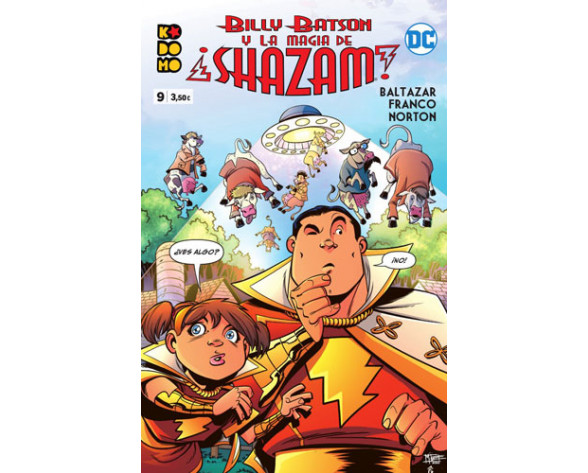 KODOMO
BILLY BATSON
Y LA MAGIA DE
¡SHAZAM!
DC
9 | 3,50€
BALTAZAR
FRANCO
NORTON
¿VES ALGO?
¡NO!